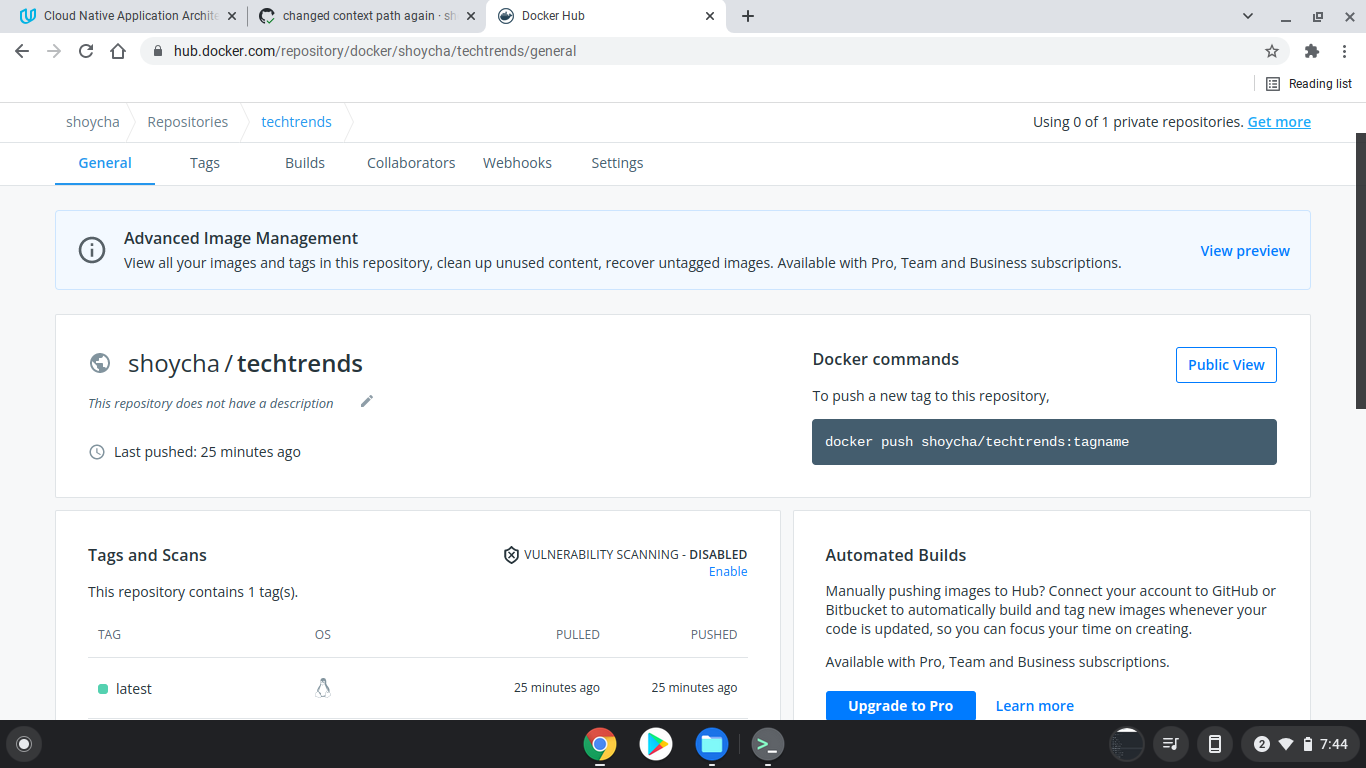 Cloud Native Application Archite
changed context path again · sh
Docker Hub
hub.docker.com/repository/docker/shoycha/techtrends/general
Reading list
shoycha
Repositories
techtrends
Using 0 of 1 private repositories. Get more
General
Tags
Builds
Collaborators
Webhooks
Settings
Advanced Image Management
View all your images and tags in this repository, clean up unused content, recover untagged images. Available with Pro, Team and Business subscriptions.
View preview
shoycha / techtrends
This repository does not have a description
Last pushed: 25 minutes ago
Docker commands
Public View
To push a new tag to this repository,
docker push shoycha/techtrends:tagname
Tags and Scans
VULNERABILITY SCANNING - DISABLED
Enable
This repository contains 1 tag(s).
TAG OS PULLED PUSHED
latest 25 minutes ago 25 minutes ago
Automated Builds
Manually pushing images to Hub? Connect your account to GitHub or
Bitbucket to automatically build and tag new images whenever your
code is updated, so you can focus your time on creating.
Available with Pro, Team and Business subscriptions.
Upgrade to Pro
Learn more
2 7:44